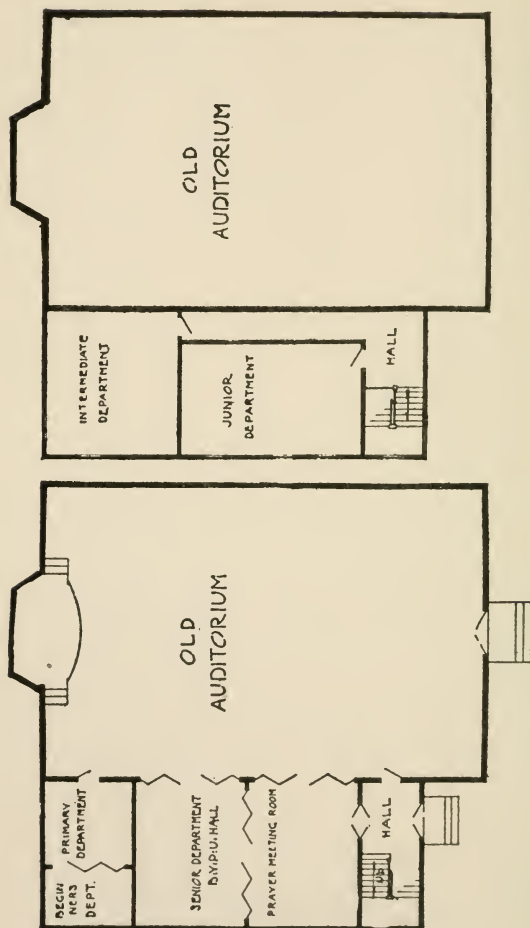 OLD
AUDITORIUM
INTERMEDIATE
DEPARTMENT
JUNIOR
DEPARTMENT
HALL
OLD
AUDITORIUM
PRIMARY
DEPARTMENT
BEGIN
NERS
DEPT.
SENIOR DEPARTMENT
B.Y.P.U. HALL
PRAYER MEETING ROOM
HALL
UP